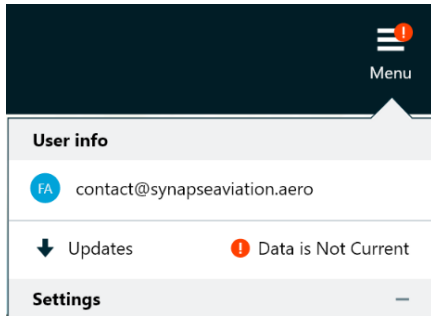 !
Menu
User info
FA contact@synapseaviation.aero
Updates ! Data is Not Current
Settings